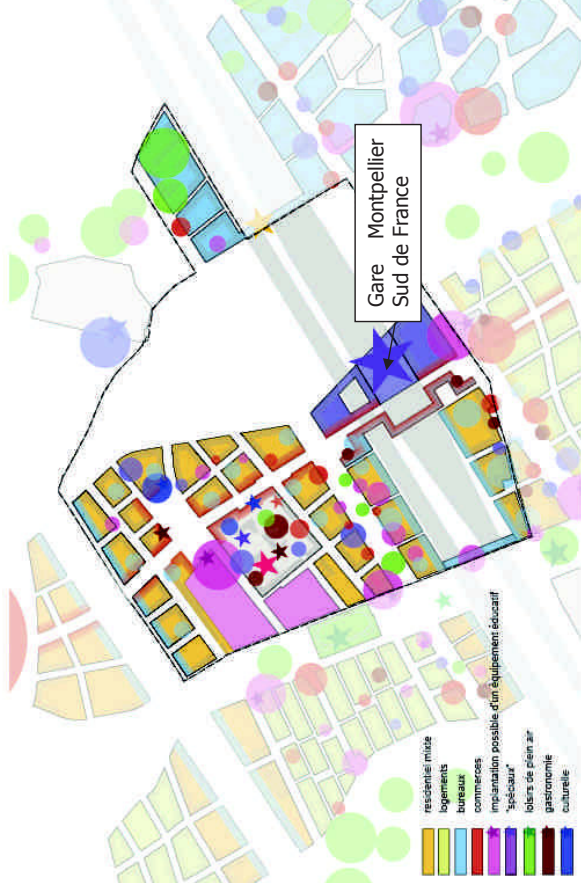 Gare Montpellier
Sud de France
residentiel mixte
logements
bureaux
commerces
implantation possible d'un équipement éducatif
"spéciaux"
loisirs de plein air
gastronomie
culturelle